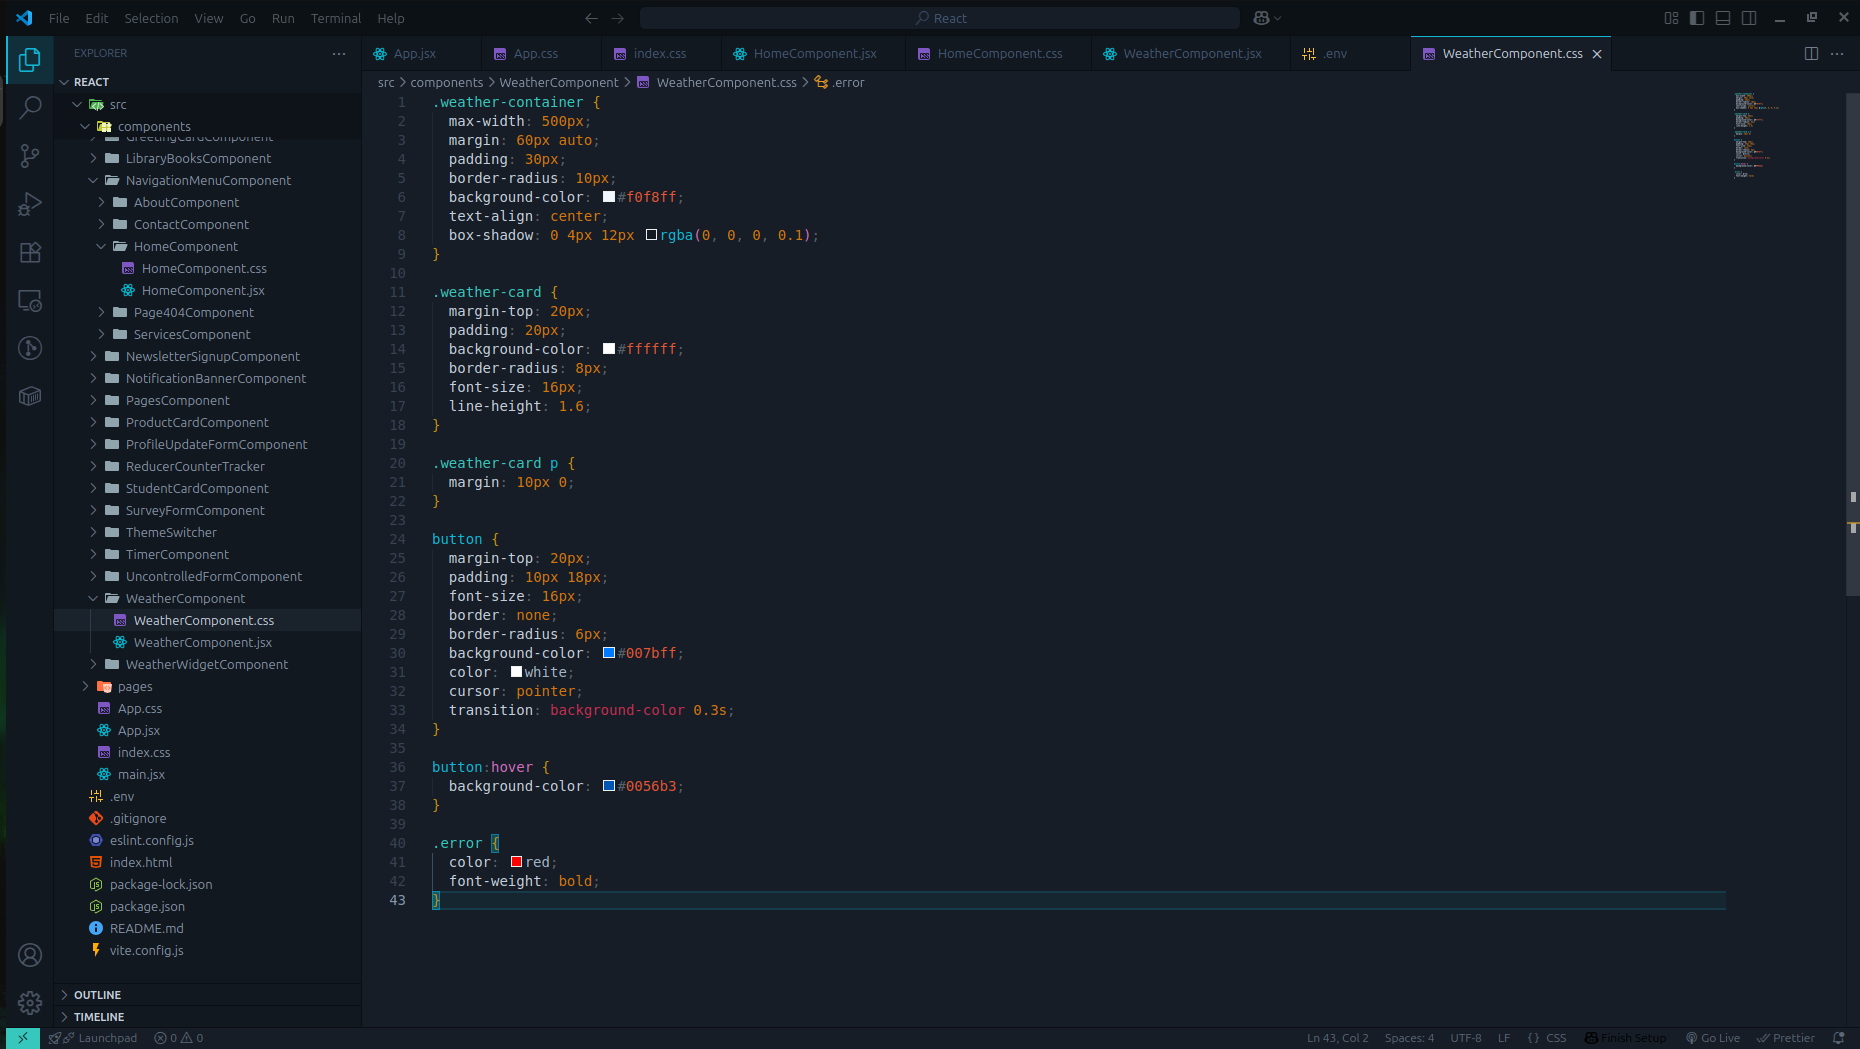 File Edit Selection View Go Run Terminal Help
React
EXPLORER
App.jsx
App.css
index.css
HomeComponent.jsx
HomeComponent.css
WeatherComponent.jsx
.env
WeatherComponent.css
REACT
src
components
GreetingCardComponent
LibraryBooksComponent
NavigationMenuComponent
AboutComponent
ContactComponent
HomeComponent
HomeComponent.css
HomeComponent.jsx
Page404Component
ServicesComponent
NewsletterSignupComponent
NotificationBannerComponent
PagesComponent
ProductCardComponent
ProfileUpdateFormComponent
ReducerCounterTracker
StudentCardComponent
SurveyFormComponent
ThemeSwitcher
TimerComponent
UncontrolledFormComponent
WeatherComponent
WeatherComponent.css
WeatherComponent.jsx
WeatherWidgetComponent
pages
App.css
App.jsx
index.css
main.jsx
.env
.gitignore
eslint.config.js
index.html
package-lock.json
package.json
README.md
vite.config.js
OUTLINE
TIMELINE
src > components > WeatherComponent > WeatherComponent.css > .error
1 .weather-container {
2 max-width: 500px;
3 margin: 60px auto;
4 padding: 30px;
5 border-radius: 10px;
6 background-color: #f0f8ff;
7 text-align: center;
8 box-shadow: 0 4px 12px rgba(0, 0, 0, 0.1);
9 }
10
11 .weather-card {
12 margin-top: 20px;
13 padding: 20px;
14 background-color: #ffffff;
15 border-radius: 8px;
16 font-size: 16px;
17 line-height: 1.6;
18 }
19
20 .weather-card p {
21 margin: 10px 0;
22 }
23
24 button {
25 margin-top: 20px;
26 padding: 10px 18px;
27 font-size: 16px;
28 border: none;
29 border-radius: 6px;
30 background-color: #007bff;
31 color: white;
32 cursor: pointer;
33 transition: background-color 0.3s;
34 }
35
36 button:hover {
37 background-color: #0056b3;
38 }
39
40 .error {
41 color: red;
42 font-weight: bold;
43 }
Launchpad 0 0 Ln 43, Col 2 Spaces: 4 UTF-8 LF {} CSS Finish Setup Go Live Prettier